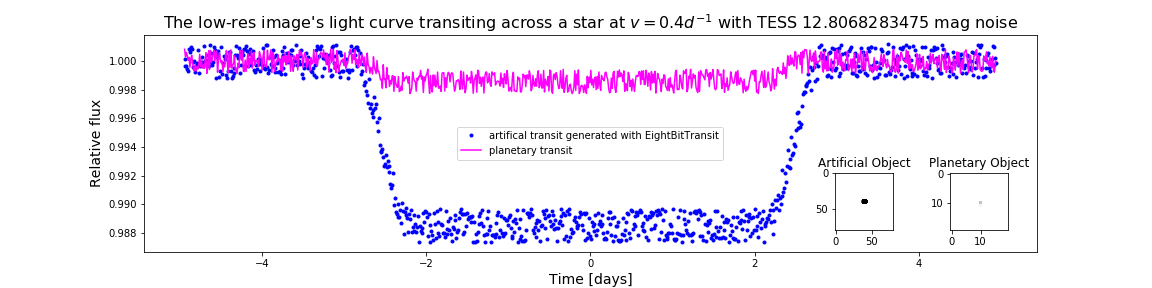 The low-res image's light curve transiting across a star at v = 0.4d⁻¹ with TESS 12.8068283475 mag noise
Relative flux
1.000
0.998
0.996
0.994
0.992
0.990
0.988
artifical transit generated with EightBitTransit
planetary transit
Artificial Object
0
50
0 50
Planetary Object
0
10
0 10
−4 −2 0 2 4
Time [days]